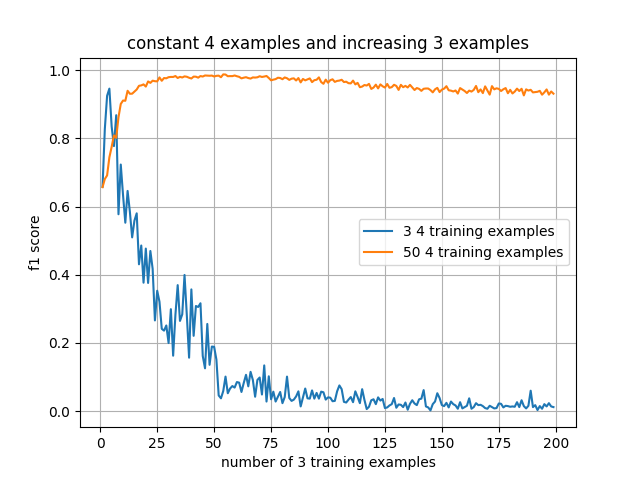 constant 4 examples and increasing 3 examples
f1 score
1.0
0.8
0.6
0.4
0.2
0.0
3 4 training examples
50 4 training examples
0 25 50 75 100 125 150 175 200
number of 3 training examples